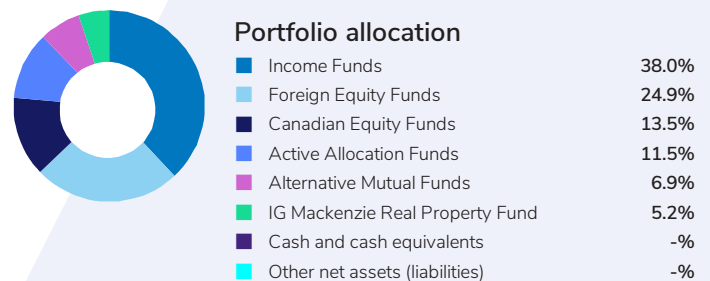 Portfolio allocation
Income Funds 38.0%
Foreign Equity Funds 24.9%
Canadian Equity Funds 13.5%
Active Allocation Funds 11.5%
Alternative Mutual Funds 6.9%
IG Mackenzie Real Property Fund 5.2%
Cash and cash equivalents -%
Other net assets (liabilities) -%